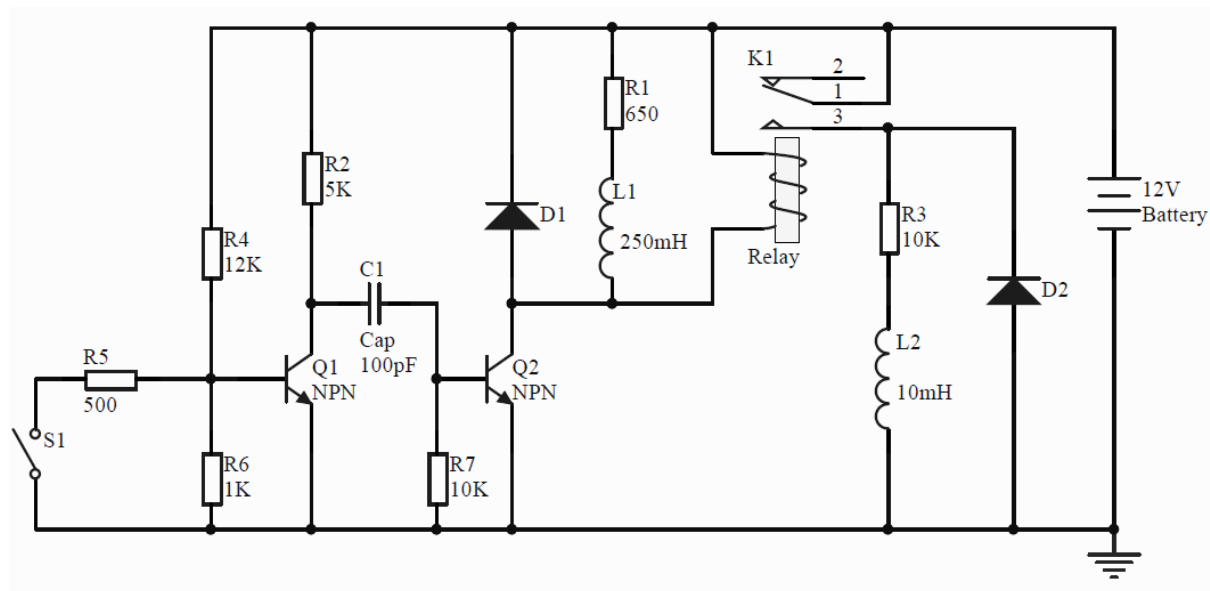 K1
2
1
3
R1
650
R2
5K
L1
250mH
D1
R4
12K
C1
Cap
100pF
Relay
R3
10K
12V
Battery
D2
R5
500
Q1
NPN
Q2
NPN
L2
10mH
S1
R6
1K
R7
10K